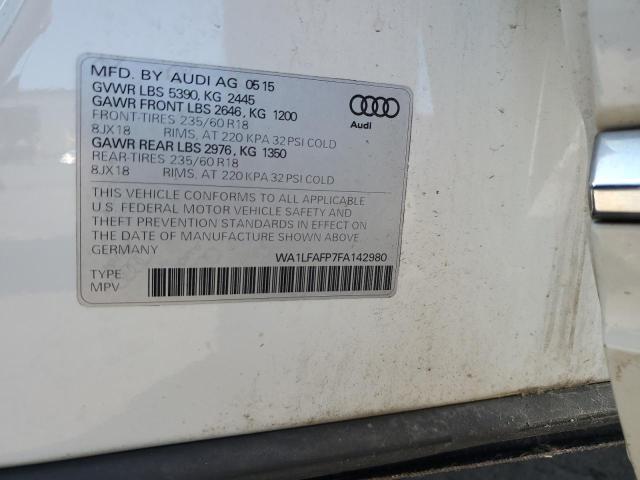 MFD. BY AUDI AG 05 15
GVWR LBS 5390, KG 2445
GAWR FRONT LBS 2646, KG 1200
FRONT-TIRES 235/60 R18
8JX18 RIMS, AT 220 KPA 32 PSI COLD
GAWR REAR LBS 2976, KG 1350
REAR-TIRES 235/60 R18
8JX18 RIMS, AT 220 KPA 32 PSI COLD
Audi
THIS VEHICLE CONFORMS TO ALL APPLICABLE
U.S. FEDERAL MOTOR VEHICLE SAFETY AND
THEFT PREVENTION STANDARDS IN EFFECT ON
THE DATE OF MANUFACTURE SHOWN ABOVE.
GERMANY
WA1LFAFP7FA142980
TYPE
MPV